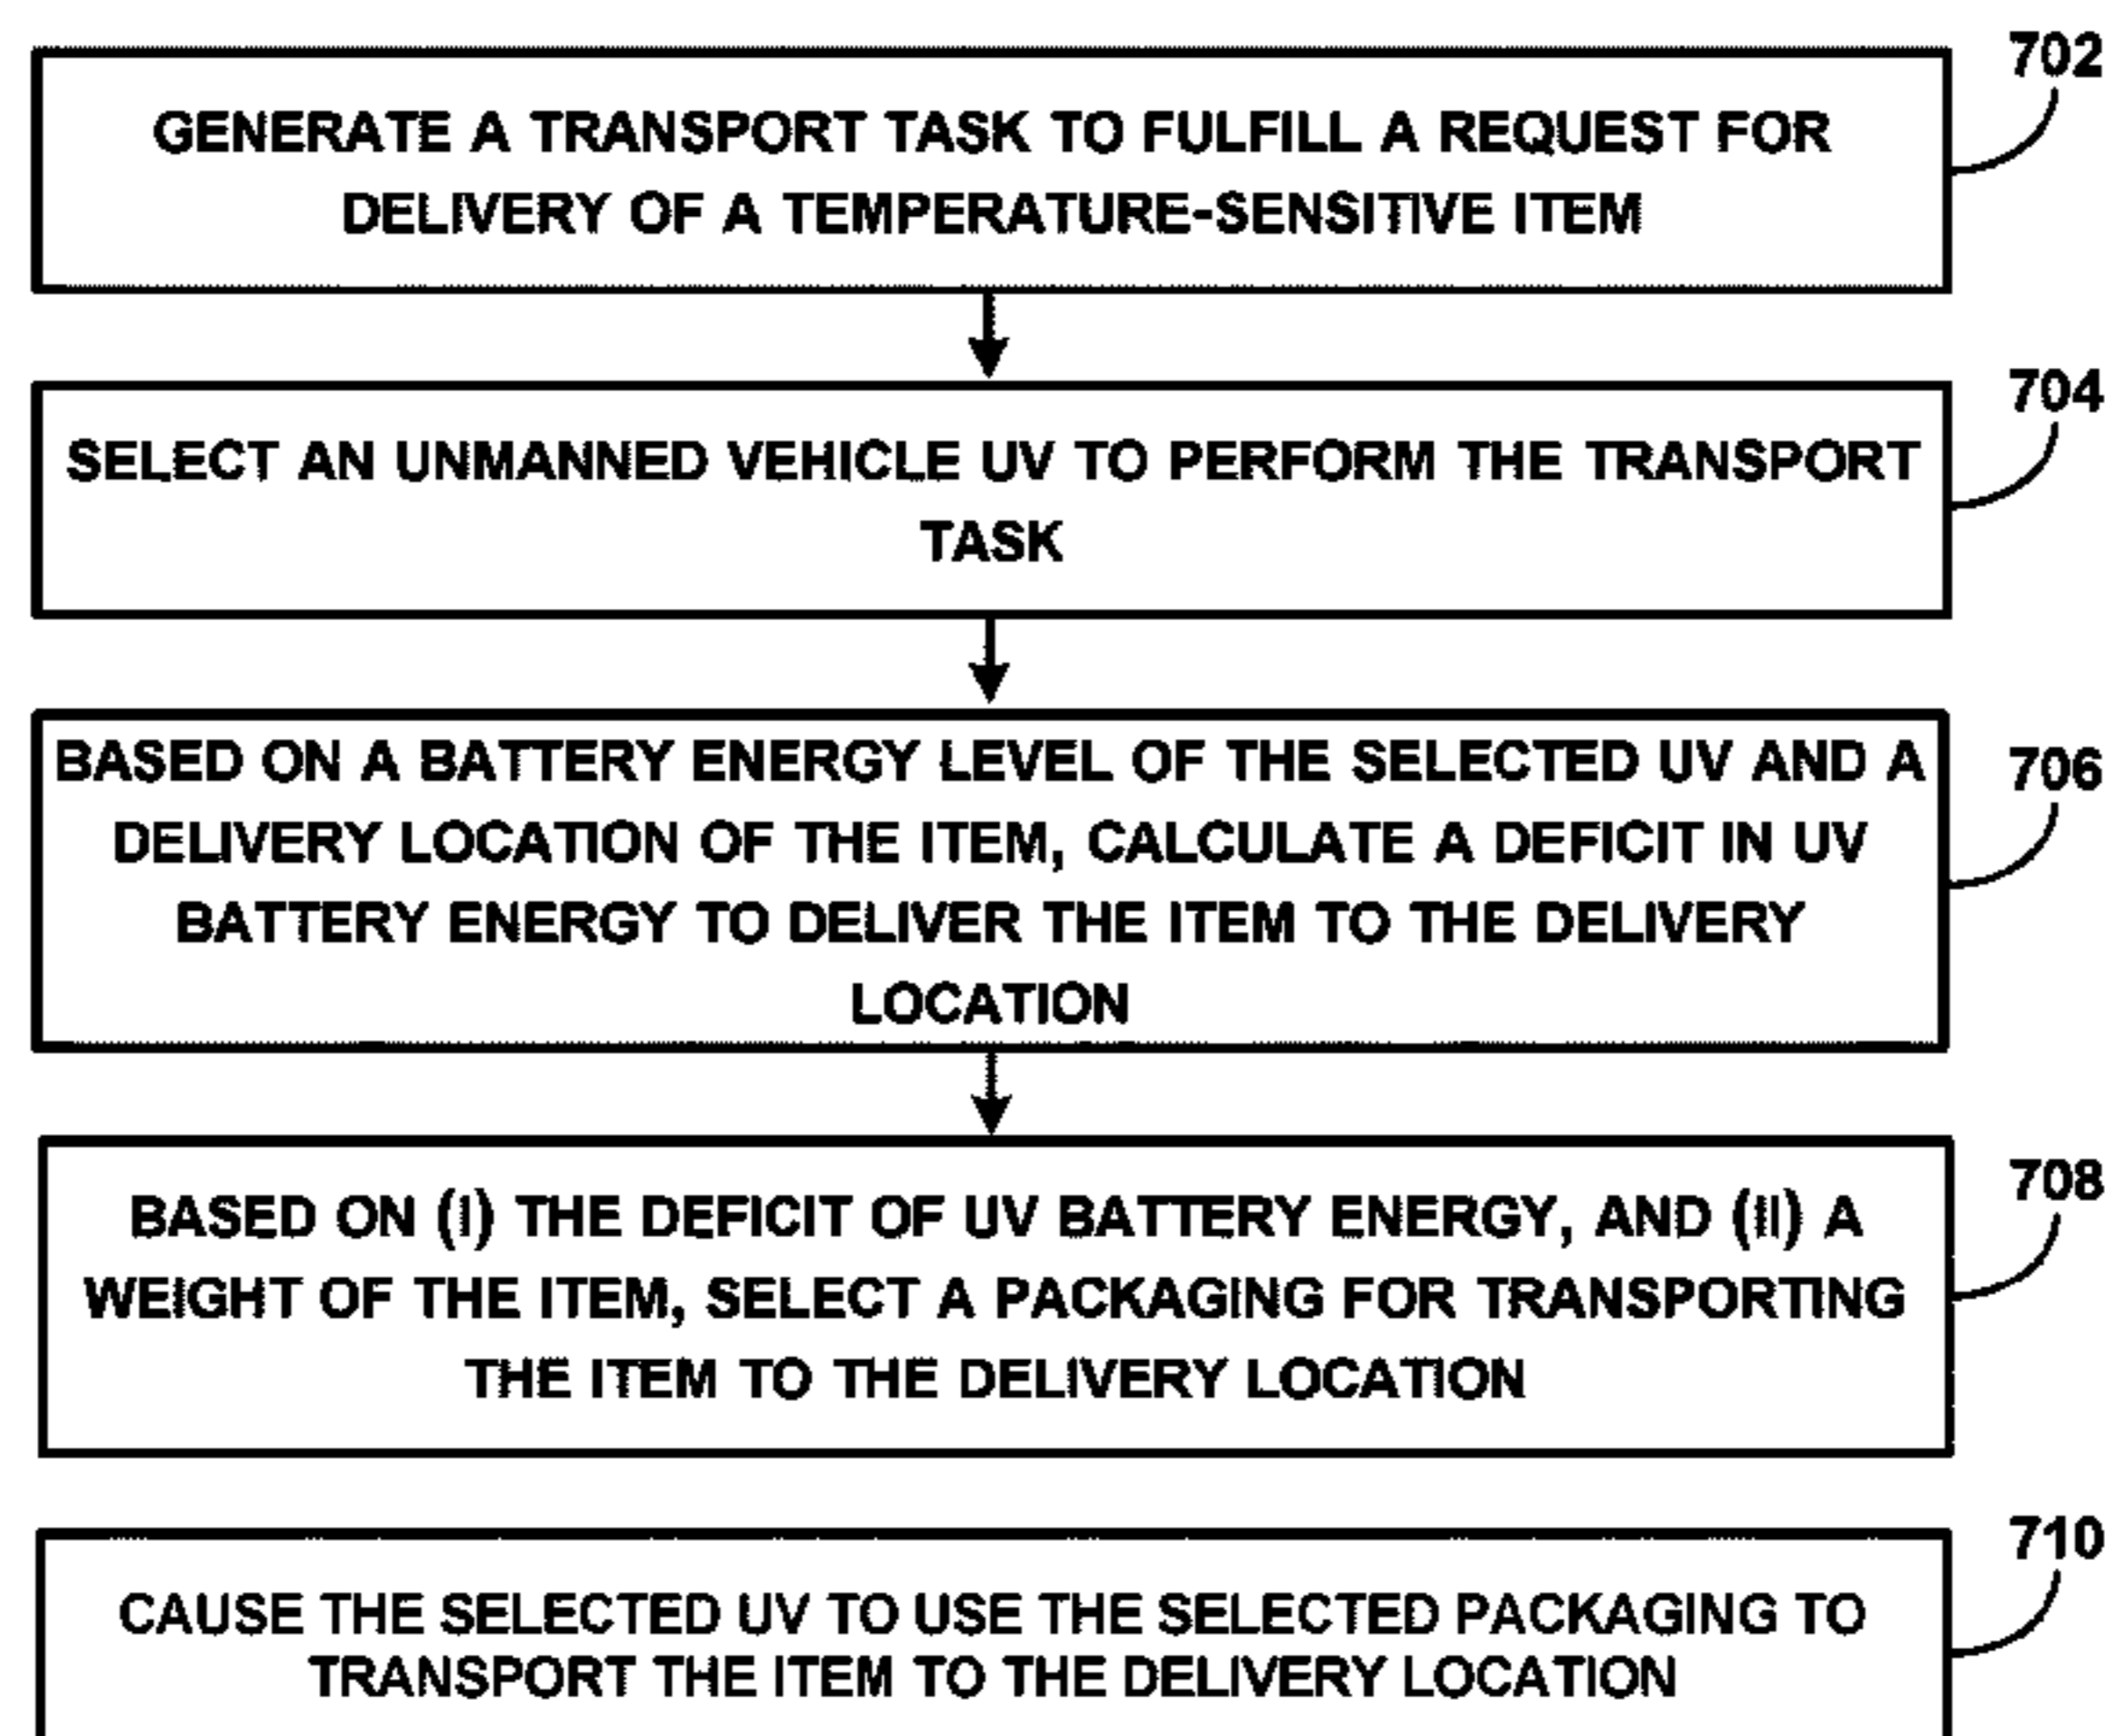 702
GENERATE A TRANSPORT TASK TO FULFILL A REQUEST FOR
DELIVERY OF A TEMPERATURE-SENSITIVE ITEM
704
SELECT AN UNMANNED VEHICLE UV TO PERFORM THE TRANSPORT
TASK
706
BASED ON A BATTERY ENERGY LEVEL OF THE SELECTED UV AND A
DELIVERY LOCATION OF THE ITEM, CALCULATE A DEFICIT IN UV
BATTERY ENERGY TO DELIVER THE ITEM TO THE DELIVERY
LOCATION
708
BASED ON (I) THE DEFICIT OF UV BATTERY ENERGY, AND (II) A
WEIGHT OF THE ITEM, SELECT A PACKAGING FOR TRANSPORTING
THE ITEM TO THE DELIVERY LOCATION
710
CAUSE THE SELECTED UV TO USE THE SELECTED PACKAGING TO
TRANSPORT THE ITEM TO THE DELIVERY LOCATION